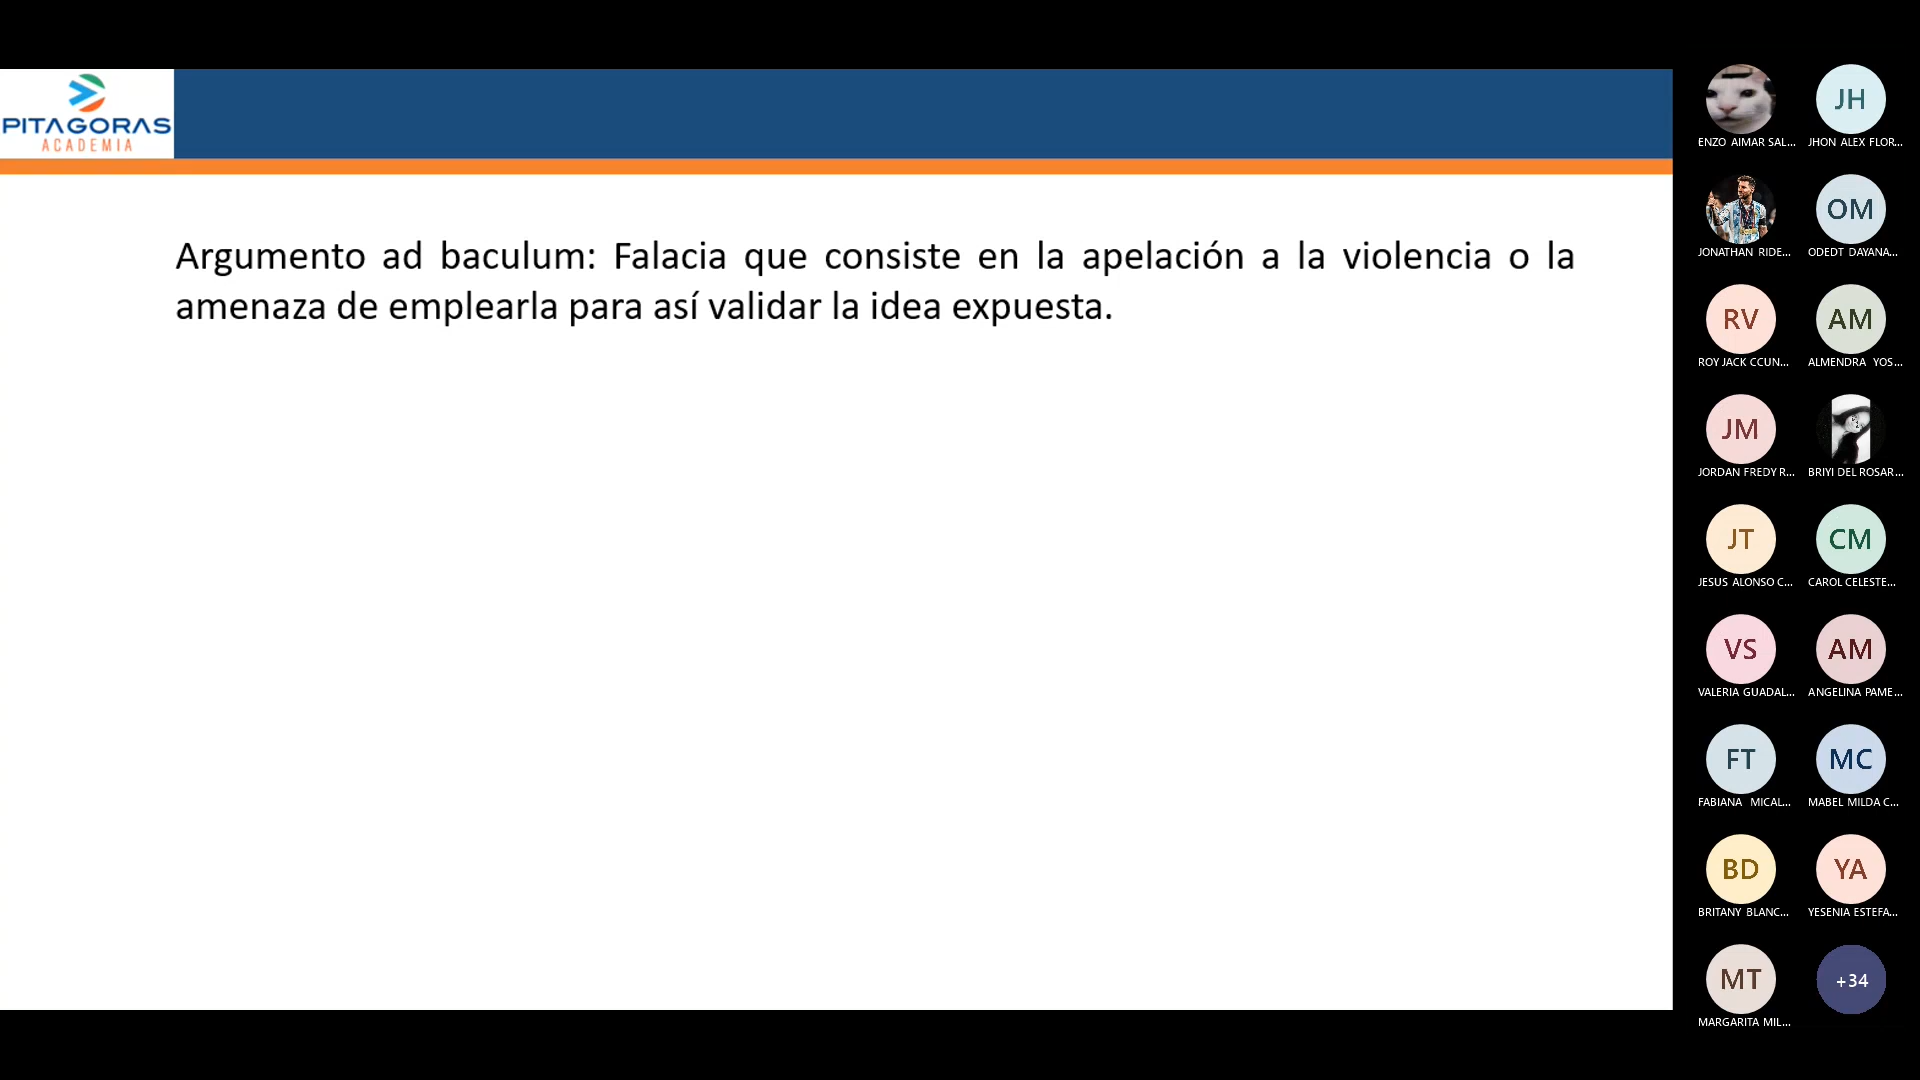 PITAGORAS
ACADEMIA
Argumento ad baculum: Falacia que consiste en la apelación a la violencia o la
amenaza de emplearla para así validar la idea expuesta.
ENZO AIMAR SAL...
JH
JHON ALEX FLOR...
JONATHAN RIDE...
OM
ODEDT DAYANA...
RV
ROY JACK CCUN...
AM
ALMENDRA YOS...
JM
JORDAN FREDY R...
BRIYI DEL ROSAR...
JT
JESUS ALONSO C...
CM
CAROL CELESTE...
VS
VALERIA GUADAL...
AM
ANGELINA PAME...
FT
FABIANA MICAL...
MC
MABEL MILDA C...
BD
BRITANY BLANC...
YA
YESENIA ESTEFA...
MT
MARGARITA MIL...
+34